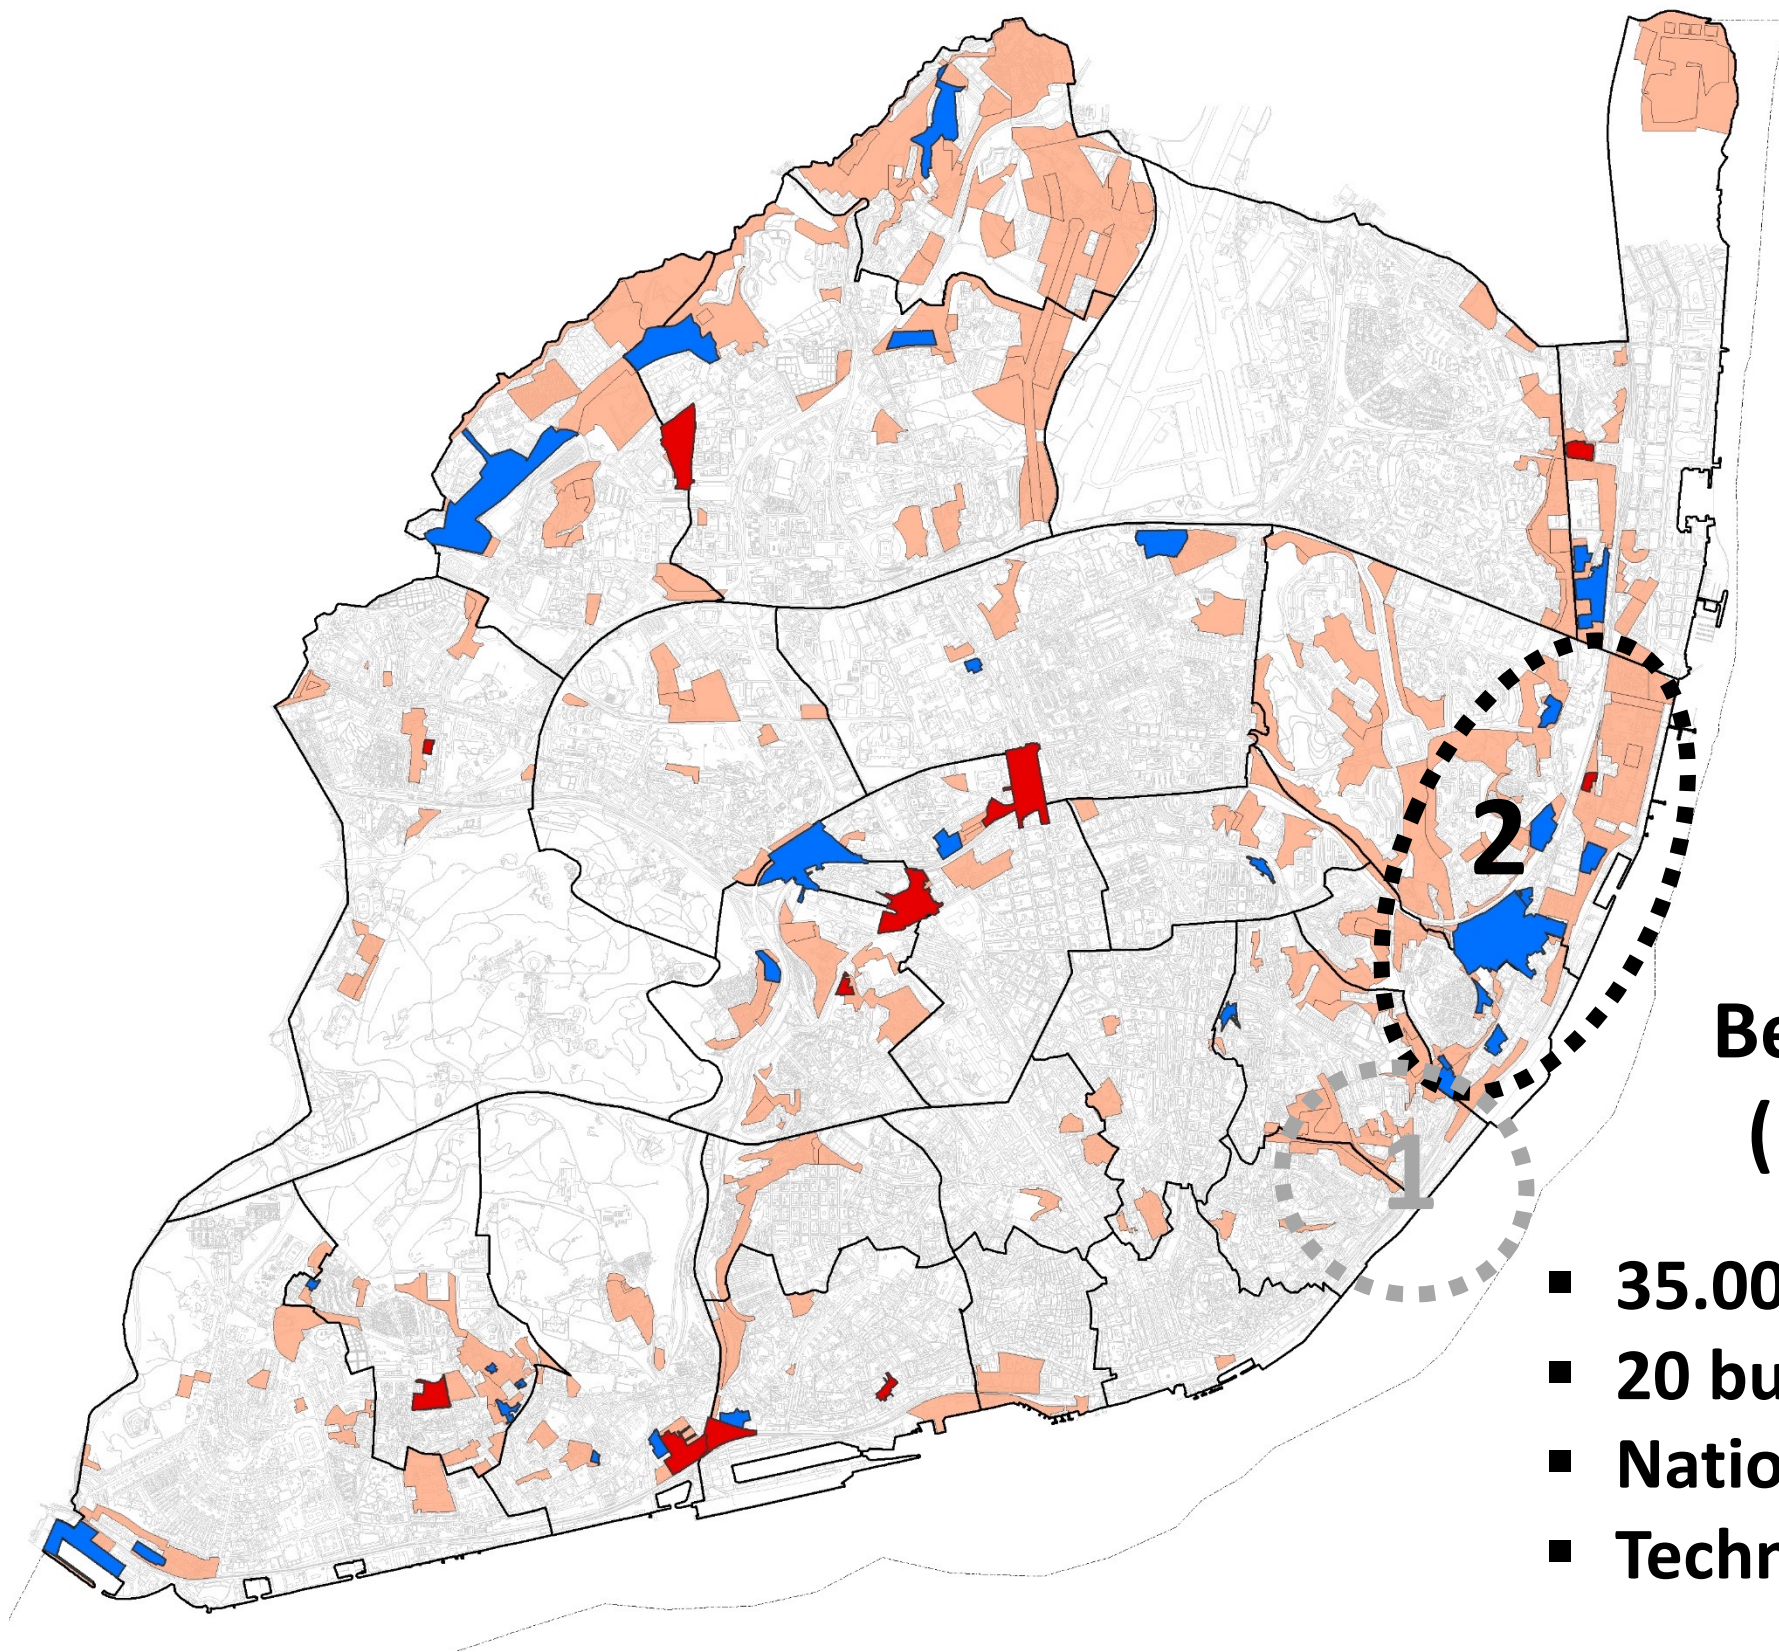 2
Be
(
1
▪ 35.00
▪ 20 bu
▪ Natio
▪ Techn